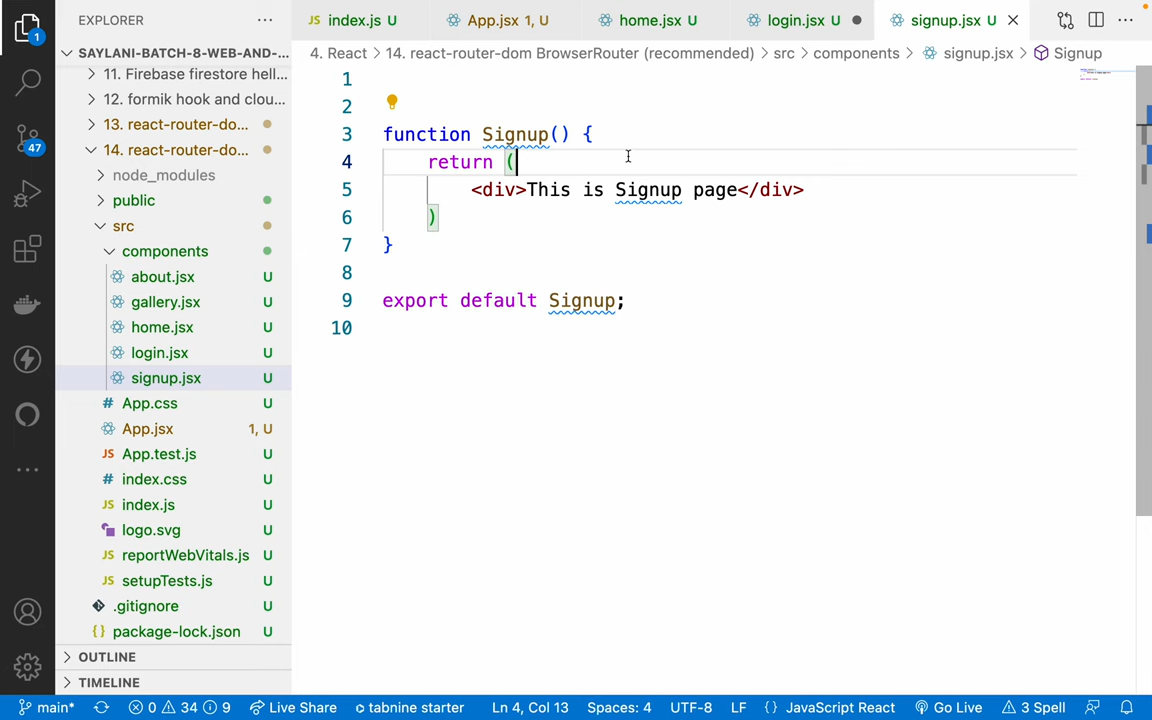 EXPLORER
index.js U
App.jsx 1, U
home.jsx U
login.jsx U
signup.jsx U
SAYLANI-BATCH-8-WEB-AND-...
4. React > 14. react-router-dom BrowserRouter (recommended) > src > components > signup.jsx > Signup
11. Firebase firestore hell...
12. formik hook and clou...
13. react-router-do...
14. react-router-do...
node_modules
public
src
components
about.jsx U
gallery.jsx U
home.jsx U
login.jsx U
signup.jsx U
App.css U
App.jsx 1, U
App.test.js U
index.css U
index.js U
logo.svg U
reportWebVitals.js U
setupTests.js U
.gitignore U
package-lock.json U
OUTLINE
TIMELINE
1
47
1
2
3 function Signup() {
4 return (
5 <div>This is Signup page</div>
6 )
7 }
8
9 export default Signup;
10
main* 0 34 9 Live Share tabnine starter Ln 4, Col 13 Spaces: 4 UTF-8 LF {} JavaScript React Go Live 3 Spell